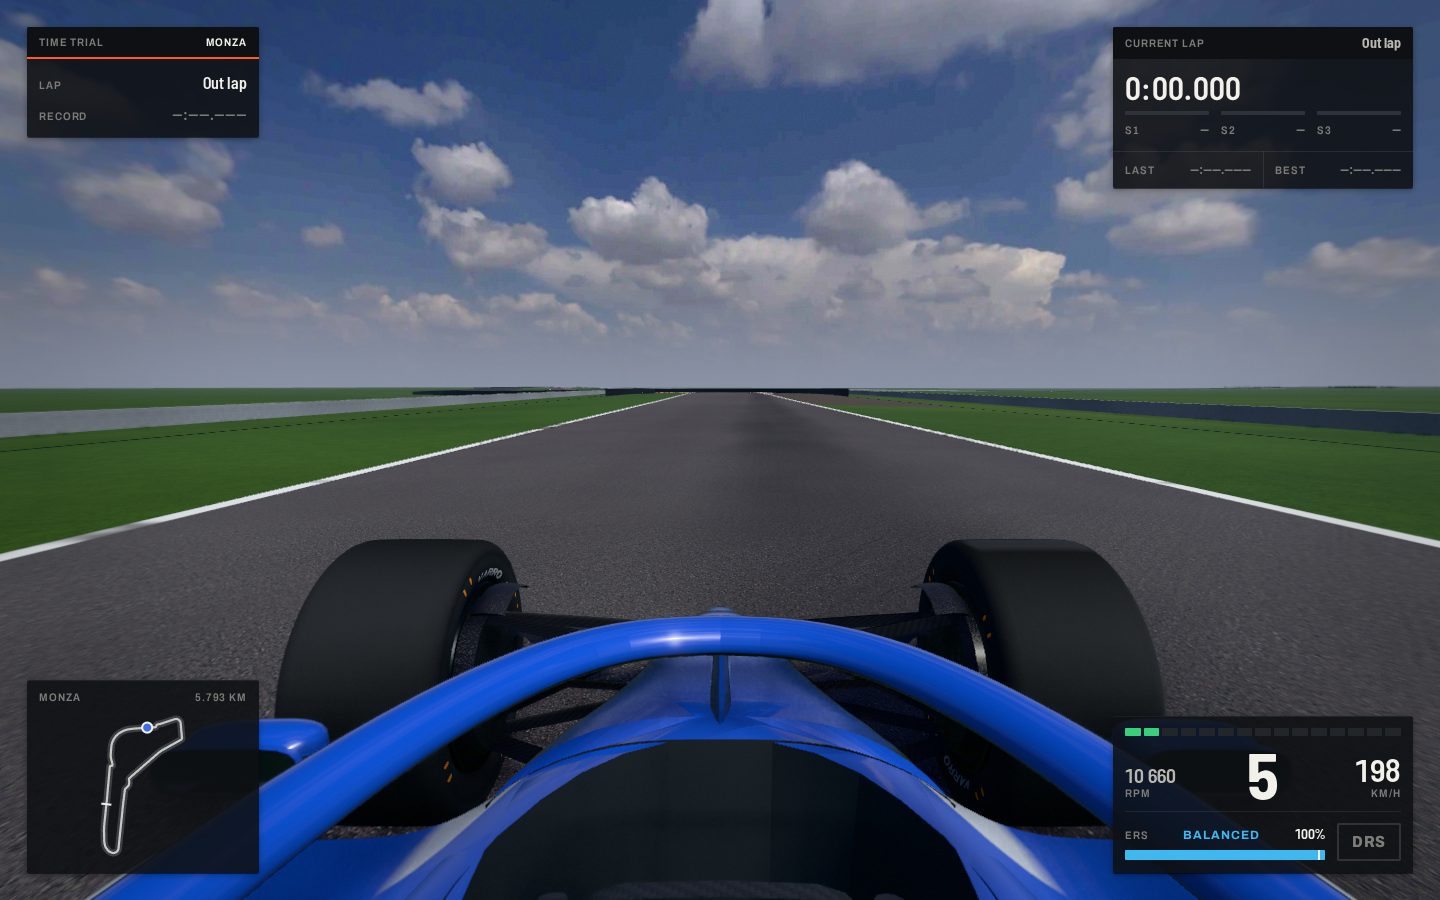 TIME TRIAL MONZA
LAP Out lap
RECORD –:––.–––
CURRENT LAP Out lap
0:00.000
S1 – S2 – S3 –
LAST –:––.––– BEST –:––.–––
MONZA 5.793 KM
10 660 RPM
5
198 KM/H
ERS BALANCED 100%
DRS